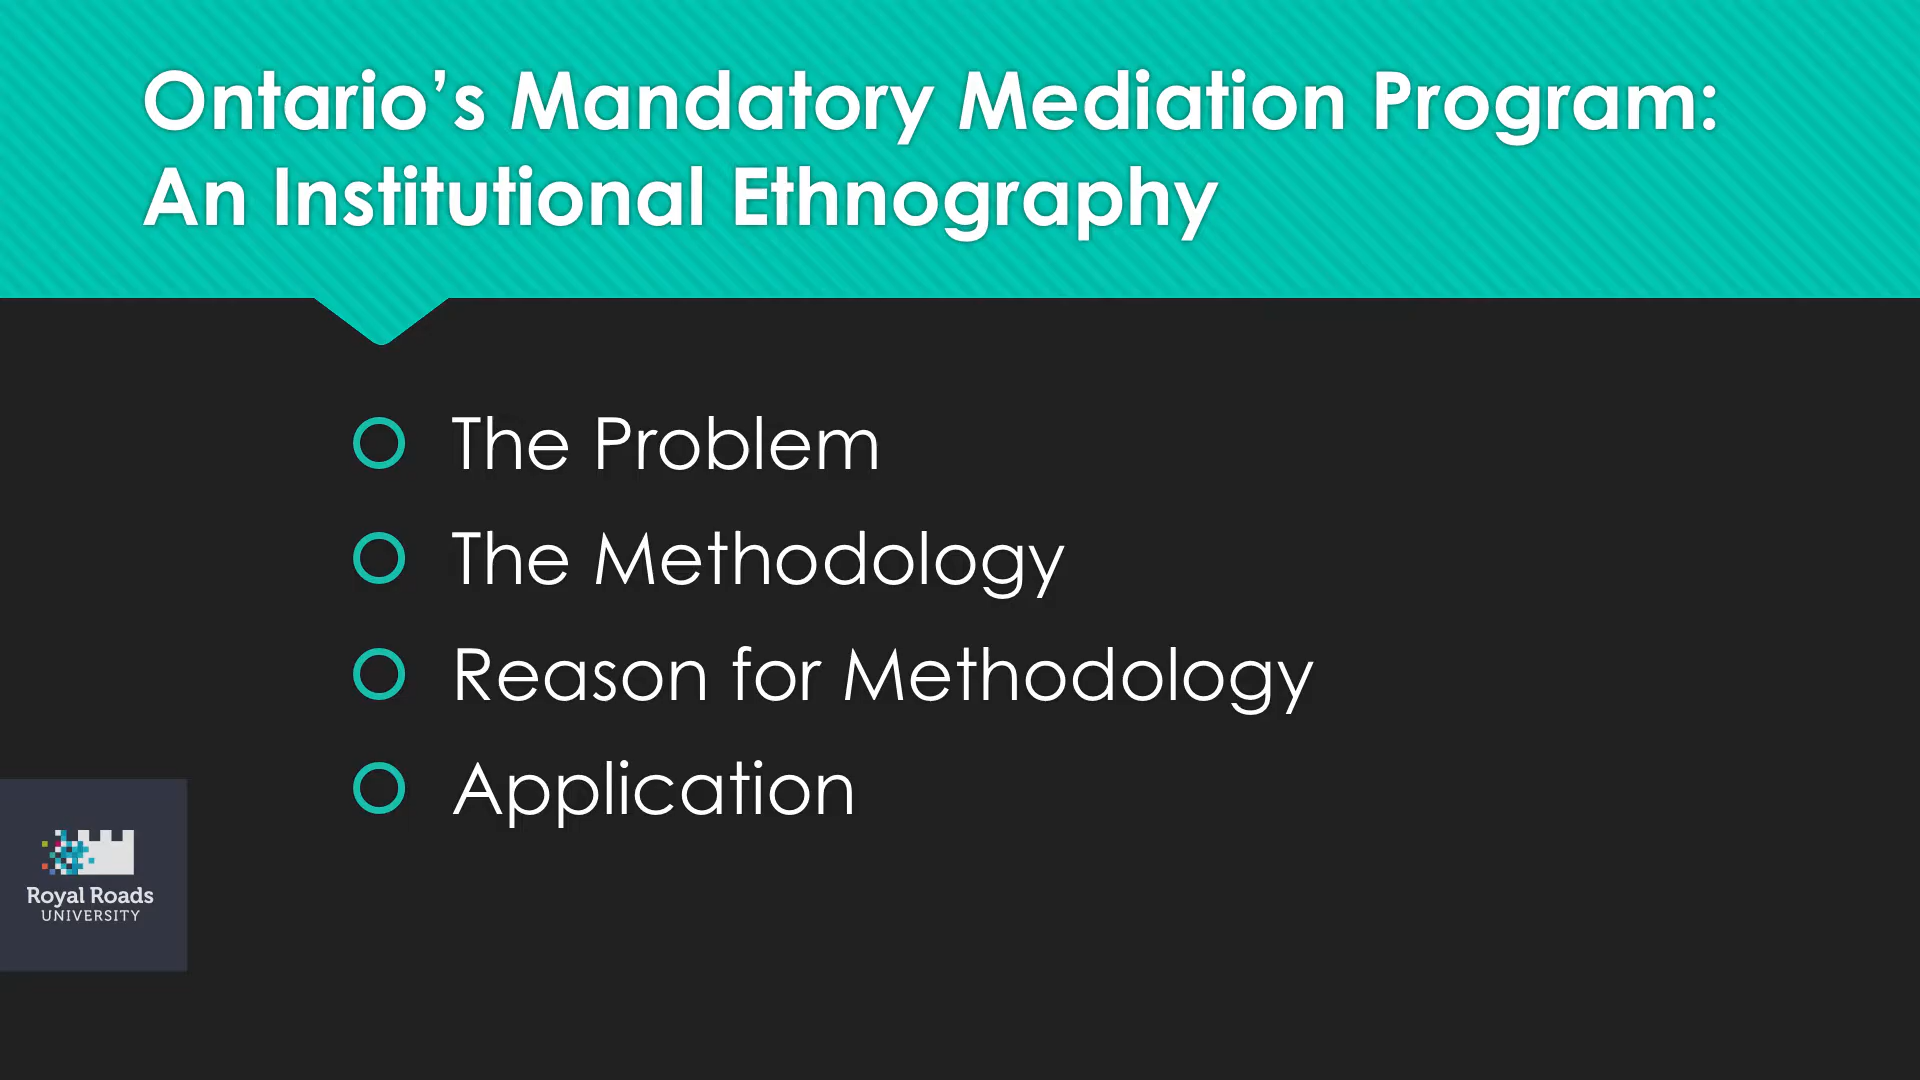 Ontario’s Mandatory Mediation Program:
An Institutional Ethnography
The Problem
The Methodology
Reason for Methodology
Application
Royal Roads
UNIVERSITY